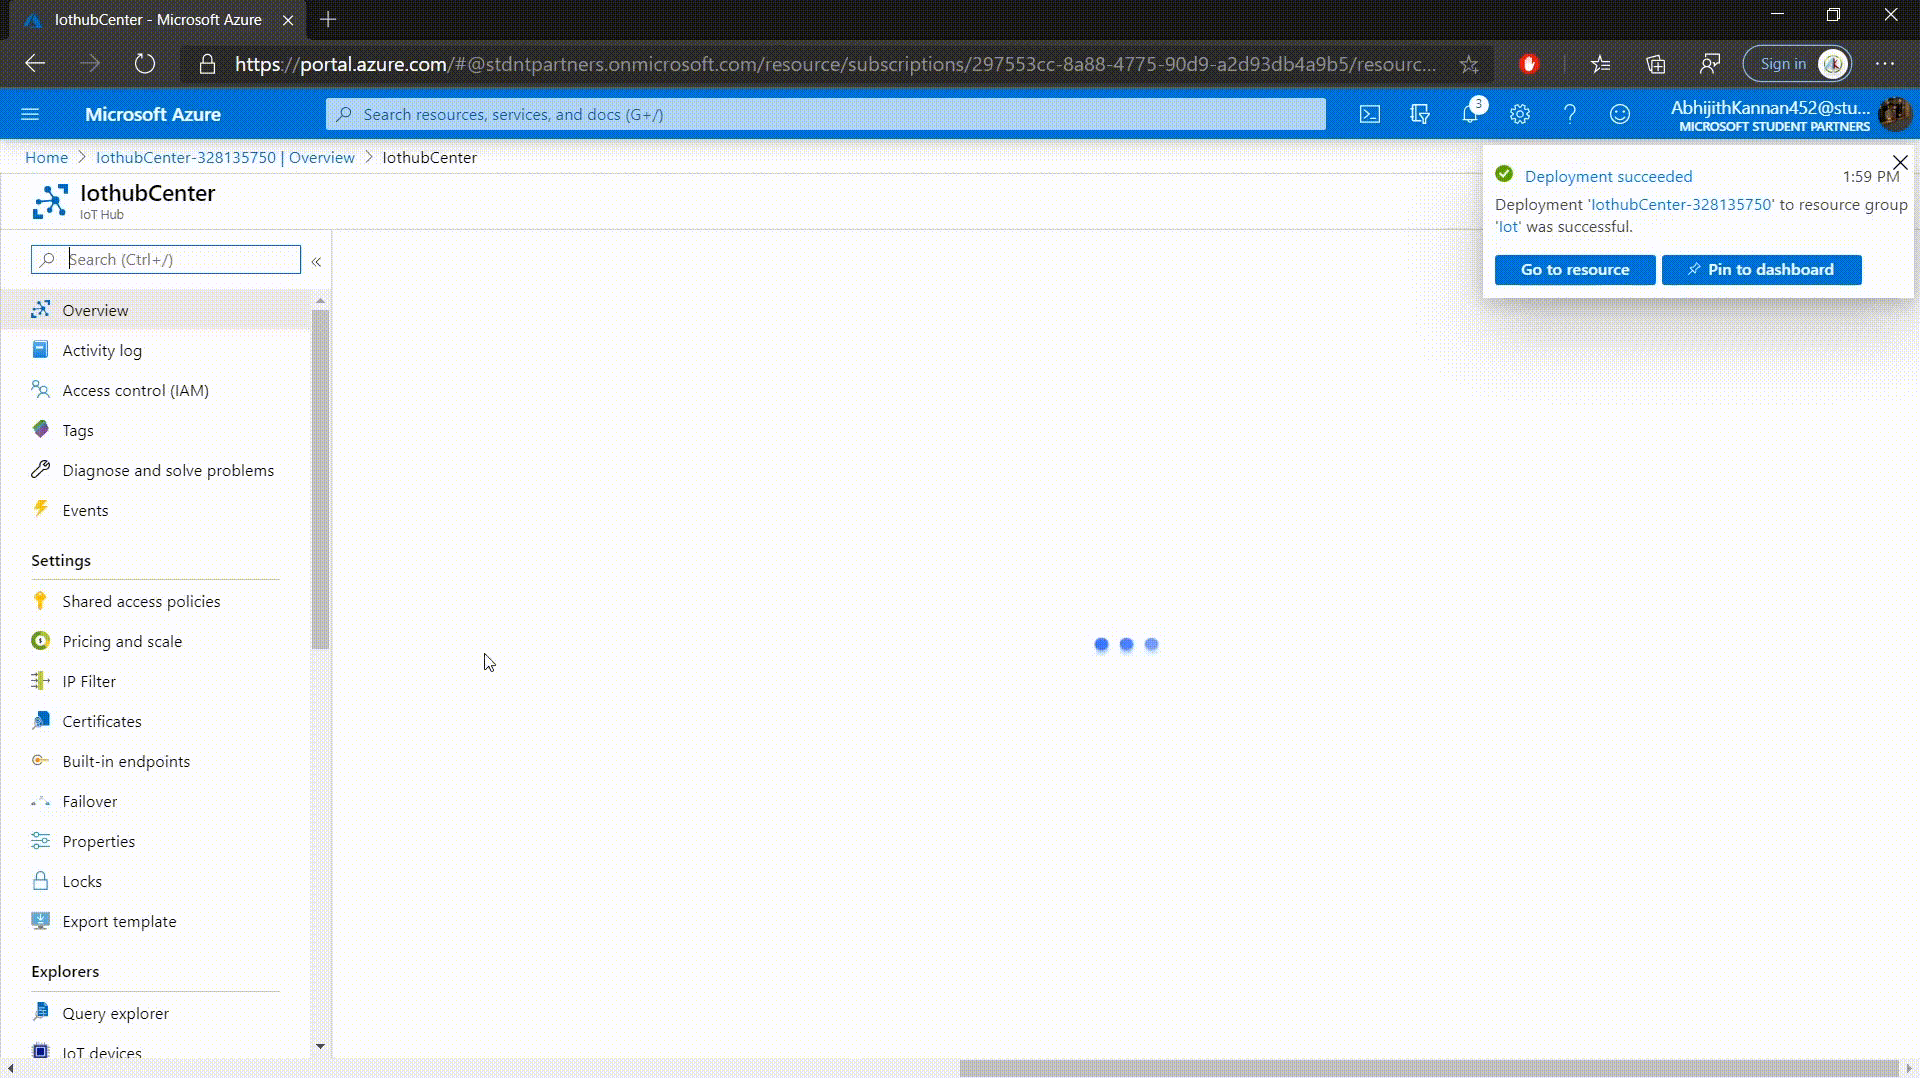 IothubCenter - Microsoft Azure
https://portal.azure.com/#@stdntpartners.onmicrosoft.com/resource/subscriptions/297553cc-8a88-4775-90d9-a2d93db4a9b5/resourc...
Sign in
Microsoft Azure
Search resources, services, and docs (G+/)
3
AbhijithKannan452@stu...
MICROSOFT STUDENT PARTNERS
Home > IothubCenter-328135750 | Overview > IothubCenter
IothubCenter
IoT Hub
Deployment succeeded
1:59 PM
Deployment 'IothubCenter-328135750' to resource group
'Iot' was successful.
Go to resource
Pin to dashboard
Search (Ctrl+/)
«
Overview
Activity log
Access control (IAM)
Tags
Diagnose and solve problems
Events
Settings
Shared access policies
Pricing and scale
IP Filter
Certificates
Built-in endpoints
Failover
Properties
Locks
Export template
Explorers
Query explorer
IoT devices